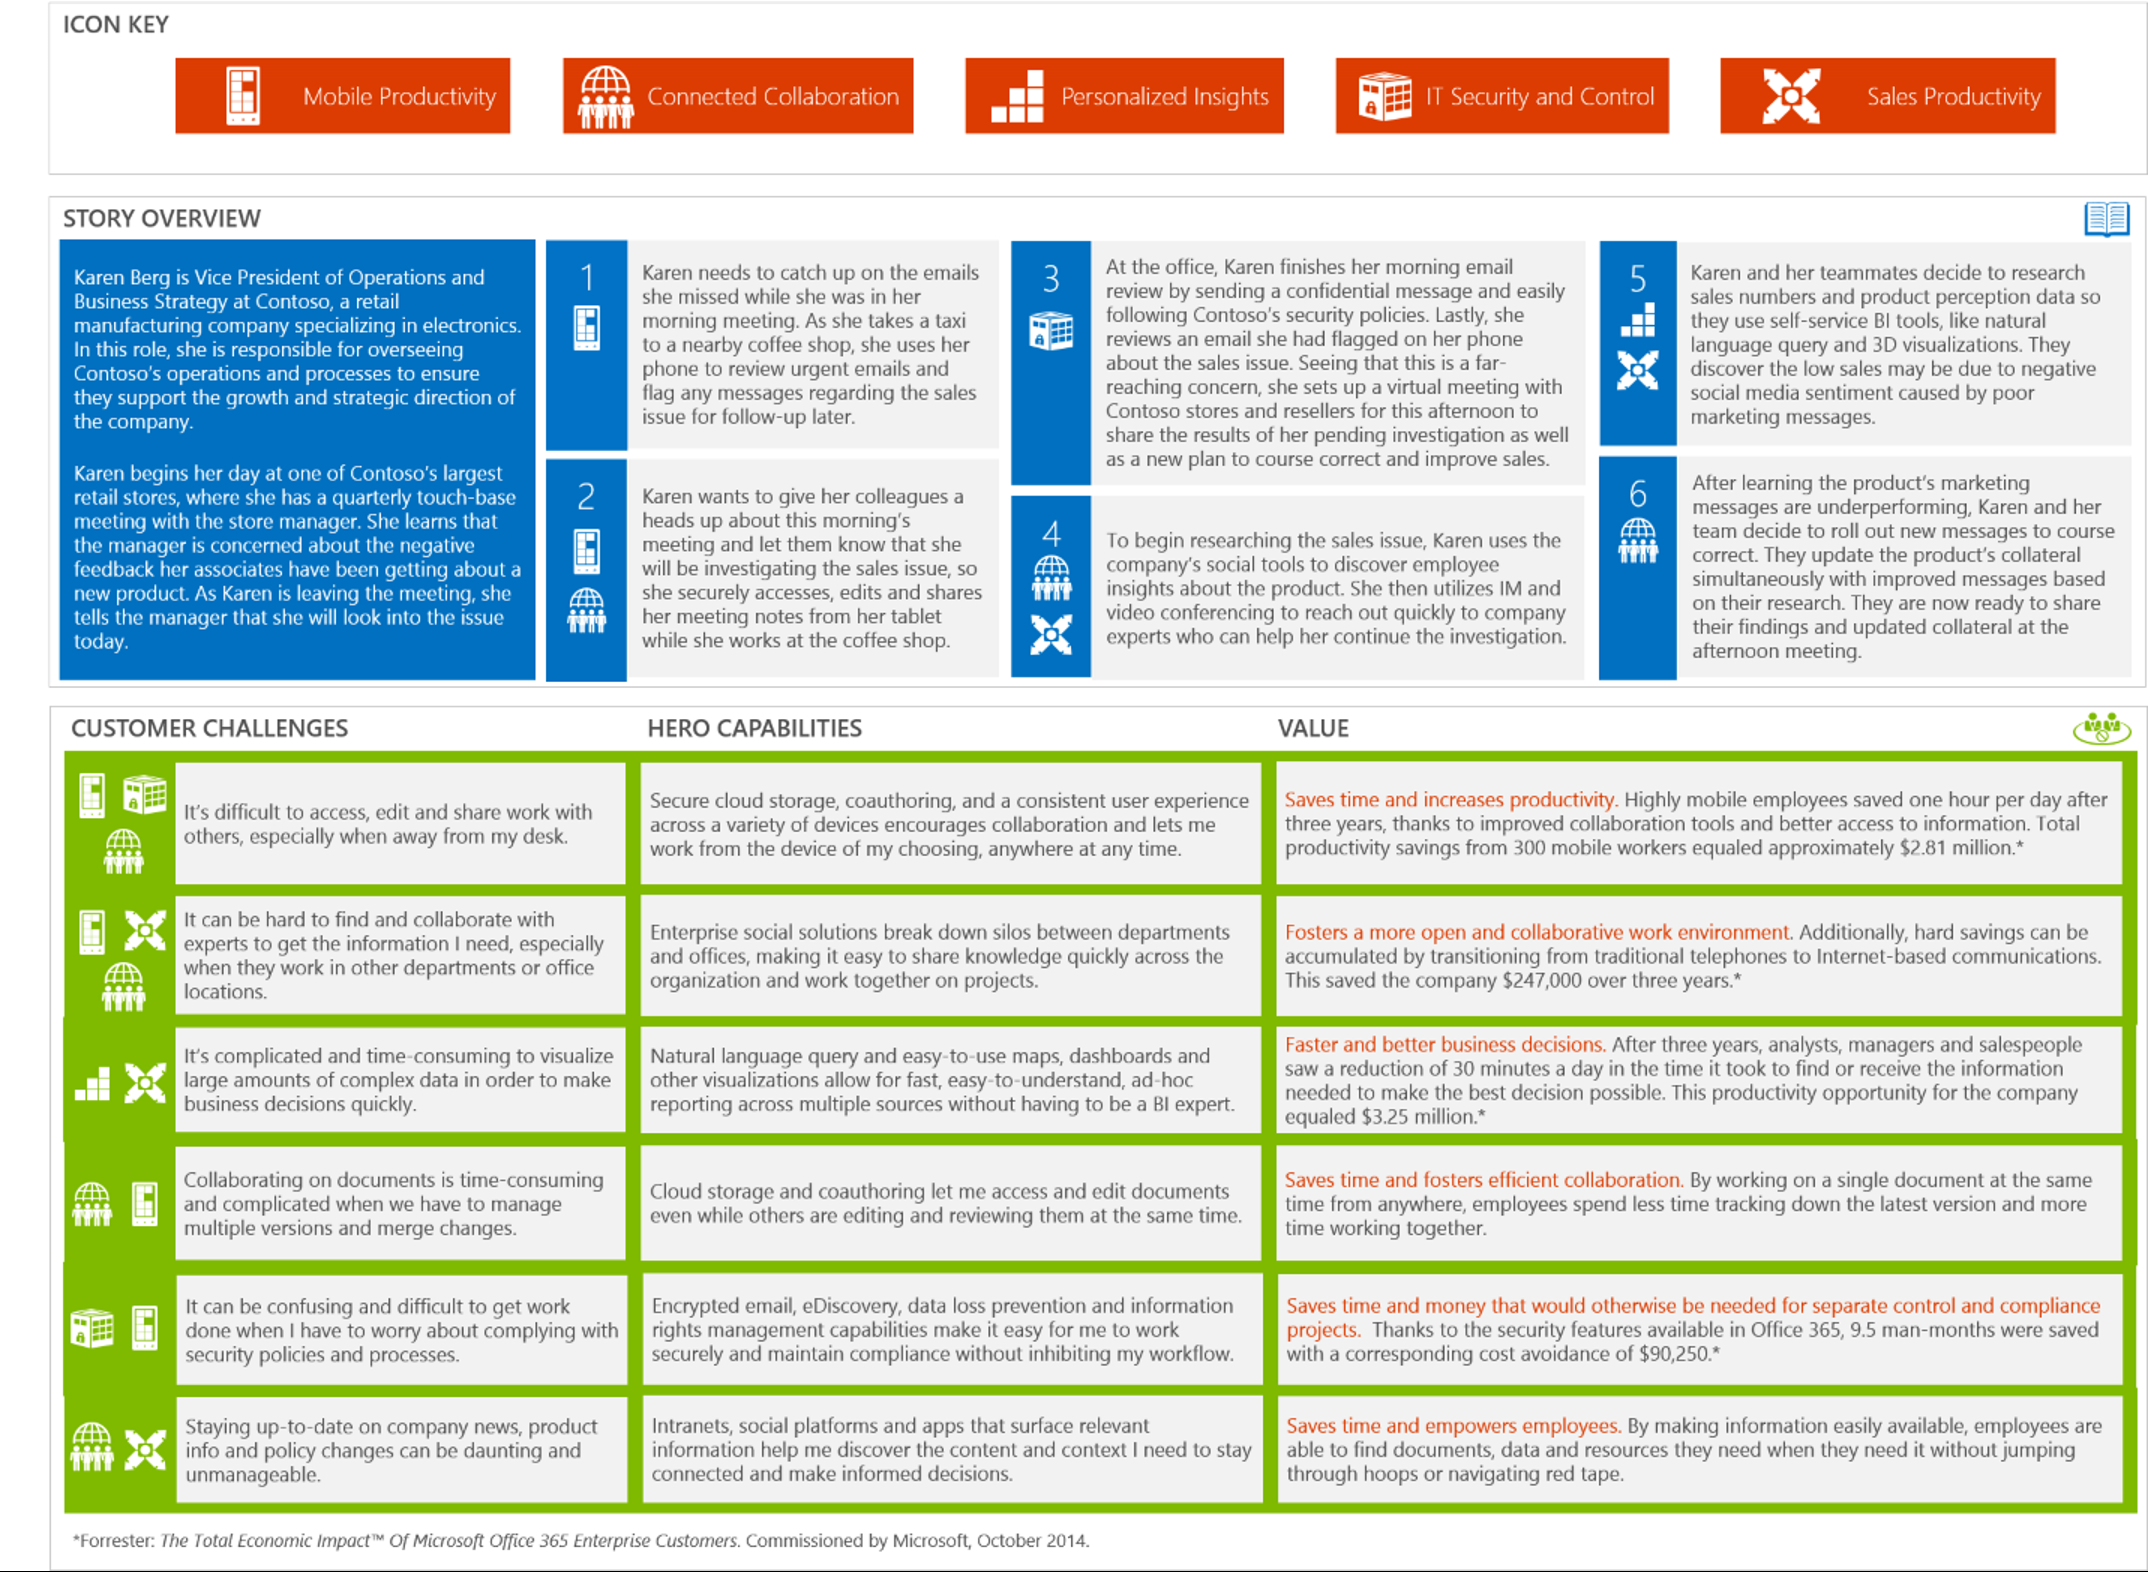 ICON KEY
Mobile Productivity
Connected Collaboration
Personalized Insights
IT Security and Control
Sales Productivity
STORY OVERVIEW
Karen Berg is Vice President of Operations and
Business Strategy at Contoso, a retail
manufacturing company specializing in electronics.
In this role, she is responsible for overseeing
Contoso's operations and processes to ensure
they support the growth and strategic direction of
the company.
Karen begins her day at one of Contoso's largest
retail stores, where she has a quarterly touch-base
meeting with the store manager. She learns that
the manager is concerned about the negative
feedback her associates have been getting about a
new product. As Karen is leaving the meeting, she
tells the manager that she will look into the issue
today.
1
Karen needs to catch up on the emails
she missed while she was in her
morning meeting. As she takes a taxi
to a nearby coffee shop, she uses her
phone to review urgent emails and
flag any messages regarding the sales
issue for follow-up later.
2
Karen wants to give her colleagues a
heads up about this morning's
meeting and let them know that she
will be investigating the sales issue, so
she securely accesses, edits and shares
her meeting notes from her tablet
while she works at the coffee shop.
3
At the office, Karen finishes her morning email
review by sending a confidential message and easily
following Contoso's security policies. Lastly, she
reviews an email she had flagged on her phone
about the sales issue. Seeing that this is a far-
reaching concern, she sets up a virtual meeting with
Contoso stores and resellers for this afternoon to
share the results of her pending investigation as well
as a new plan to course correct and improve sales.
4
To begin researching the sales issue, Karen uses the
company's social tools to discover employee
insights about the product. She then utilizes IM and
video conferencing to reach out quickly to company
experts who can help her continue the investigation.
5
Karen and her teammates decide to research
sales numbers and product perception data so
they use self-service BI tools, like natural
language query and 3D visualizations. They
discover the low sales may be due to negative
social media sentiment caused by poor
marketing messages.
6
After learning the product's marketing
messages are underperforming, Karen and her
team decide to roll out new messages to course
correct. They update the product's collateral
simultaneously with improved messages based
on their research. They are now ready to share
their findings and updated collateral at the
afternoon meeting.
CUSTOMER CHALLENGES
HERO CAPABILITIES
VALUE
It's difficult to access, edit and share work with
others, especially when away from my desk.
Secure cloud storage, coauthoring, and a consistent user experience
across a variety of devices encourages collaboration and lets me
work from the device of my choosing, anywhere at any time.
Saves time and increases productivity. Highly mobile employees saved one hour per day after
three years, thanks to improved collaboration tools and better access to information. Total
productivity savings from 300 mobile workers equaled approximately $2.81 million.*
It can be hard to find and collaborate with
experts to get the information I need, especially
when they work in other departments or office
locations.
Enterprise social solutions break down silos between departments
and offices, making it easy to share knowledge quickly across the
organization and work together on projects.
Fosters a more open and collaborative work environment. Additionally, hard savings can be
accumulated by transitioning from traditional telephones to Internet-based communications.
This saved the company $247,000 over three years.*
It's complicated and time-consuming to visualize
large amounts of complex data in order to make
business decisions quickly.
Natural language query and easy-to-use maps, dashboards and
other visualizations allow for fast, easy-to-understand, ad-hoc
reporting across multiple sources without having to be a BI expert.
Faster and better business decisions. After three years, analysts, managers and salespeople
saw a reduction of 30 minutes a day in the time it took to find or receive the information
needed to make the best decision possible. This productivity opportunity for the company
equaled $3.25 million.*
Collaborating on documents is time-consuming
and complicated when we have to manage
multiple versions and merge changes.
Cloud storage and coauthoring let me access and edit documents
even while others are editing and reviewing them at the same time.
Saves time and fosters efficient collaboration. By working on a single document at the same
time from anywhere, employees spend less time tracking down the latest version and more
time working together.
It can be confusing and difficult to get work
done when I have to worry about complying with
security policies and processes.
Encrypted email, eDiscovery, data loss prevention and information
rights management capabilities make it easy for me to work
securely and maintain compliance without inhibiting my workflow.
Saves time and money that would otherwise be needed for separate control and compliance
projects. Thanks to the security features available in Office 365, 9.5 man-months were saved
with a corresponding cost avoidance of $90,250.*
Staying up-to-date on company news, product
info and policy changes can be daunting and
unmanageable.
Intranets, social platforms and apps that surface relevant
information help me discover the content and context I need to stay
connected and make informed decisions.
Saves time and empowers employees. By making information easily available, employees are
able to find documents, data and resources they need when they need it without jumping
through hoops or navigating red tape.
*Forrester: The Total Economic Impact™ Of Microsoft Office 365 Enterprise Customers. Commissioned by Microsoft, October 2014.